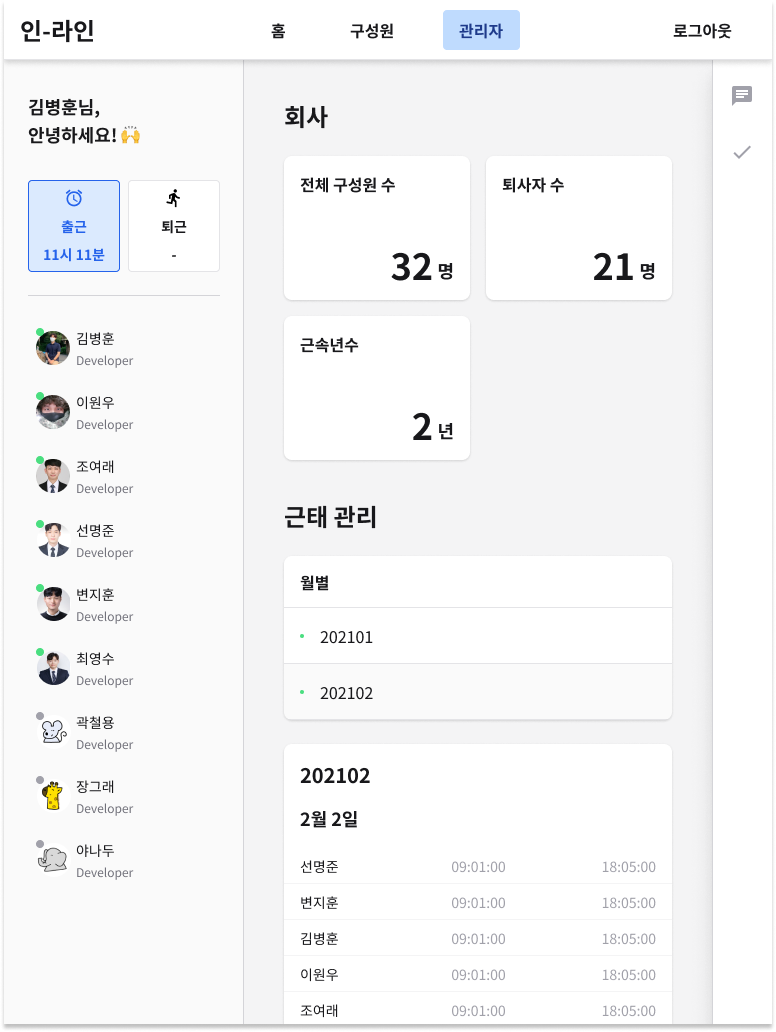 인-라인
홈
구성원
관리자
로그아웃
김병훈님,
안녕하세요! 🙌
출근
11시 11분
퇴근
-
김병훈
Developer
이원우
Developer
조여래
Developer
선명준
Developer
변지훈
Developer
최영수
Developer
곽철용
Developer
장그래
Developer
야나두
Developer
회사
전체 구성원 수
32 명
퇴사자 수
21 명
근속년수
2 년
근태 관리
월별
202101
202102
202102
2월 2일
선명준 09:01:00 18:05:00
변지훈 09:01:00 18:05:00
김병훈 09:01:00 18:05:00
이원우 09:01:00 18:05:00
조여래 09:01:00 18:05:00